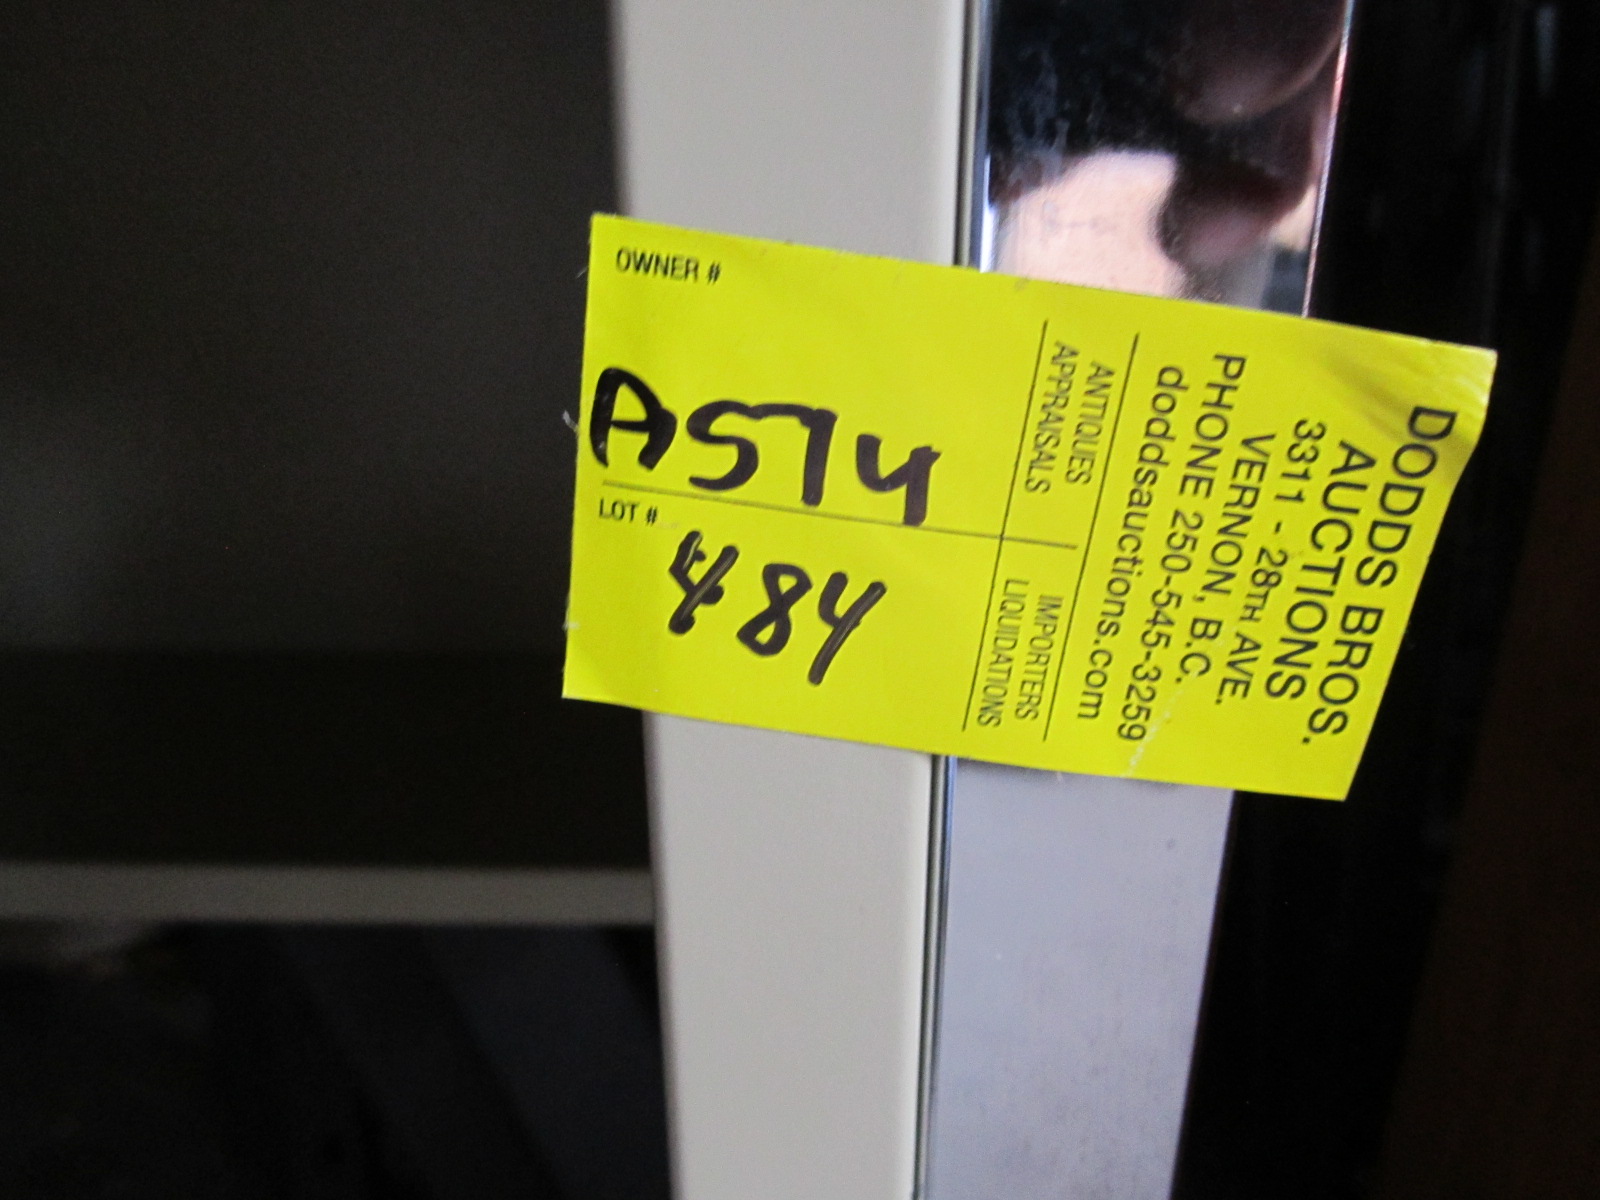 OWNER #
A574
LOT #
484
DODDS BROS.
AUCTIONS
3311 - 28TH AVE.
VERNON, B.C.
PHONE 250-545-3259
doddsauctions.com
ANTIQUES
APPRAISALS
IMPORTERS
LIQUIDATIONS